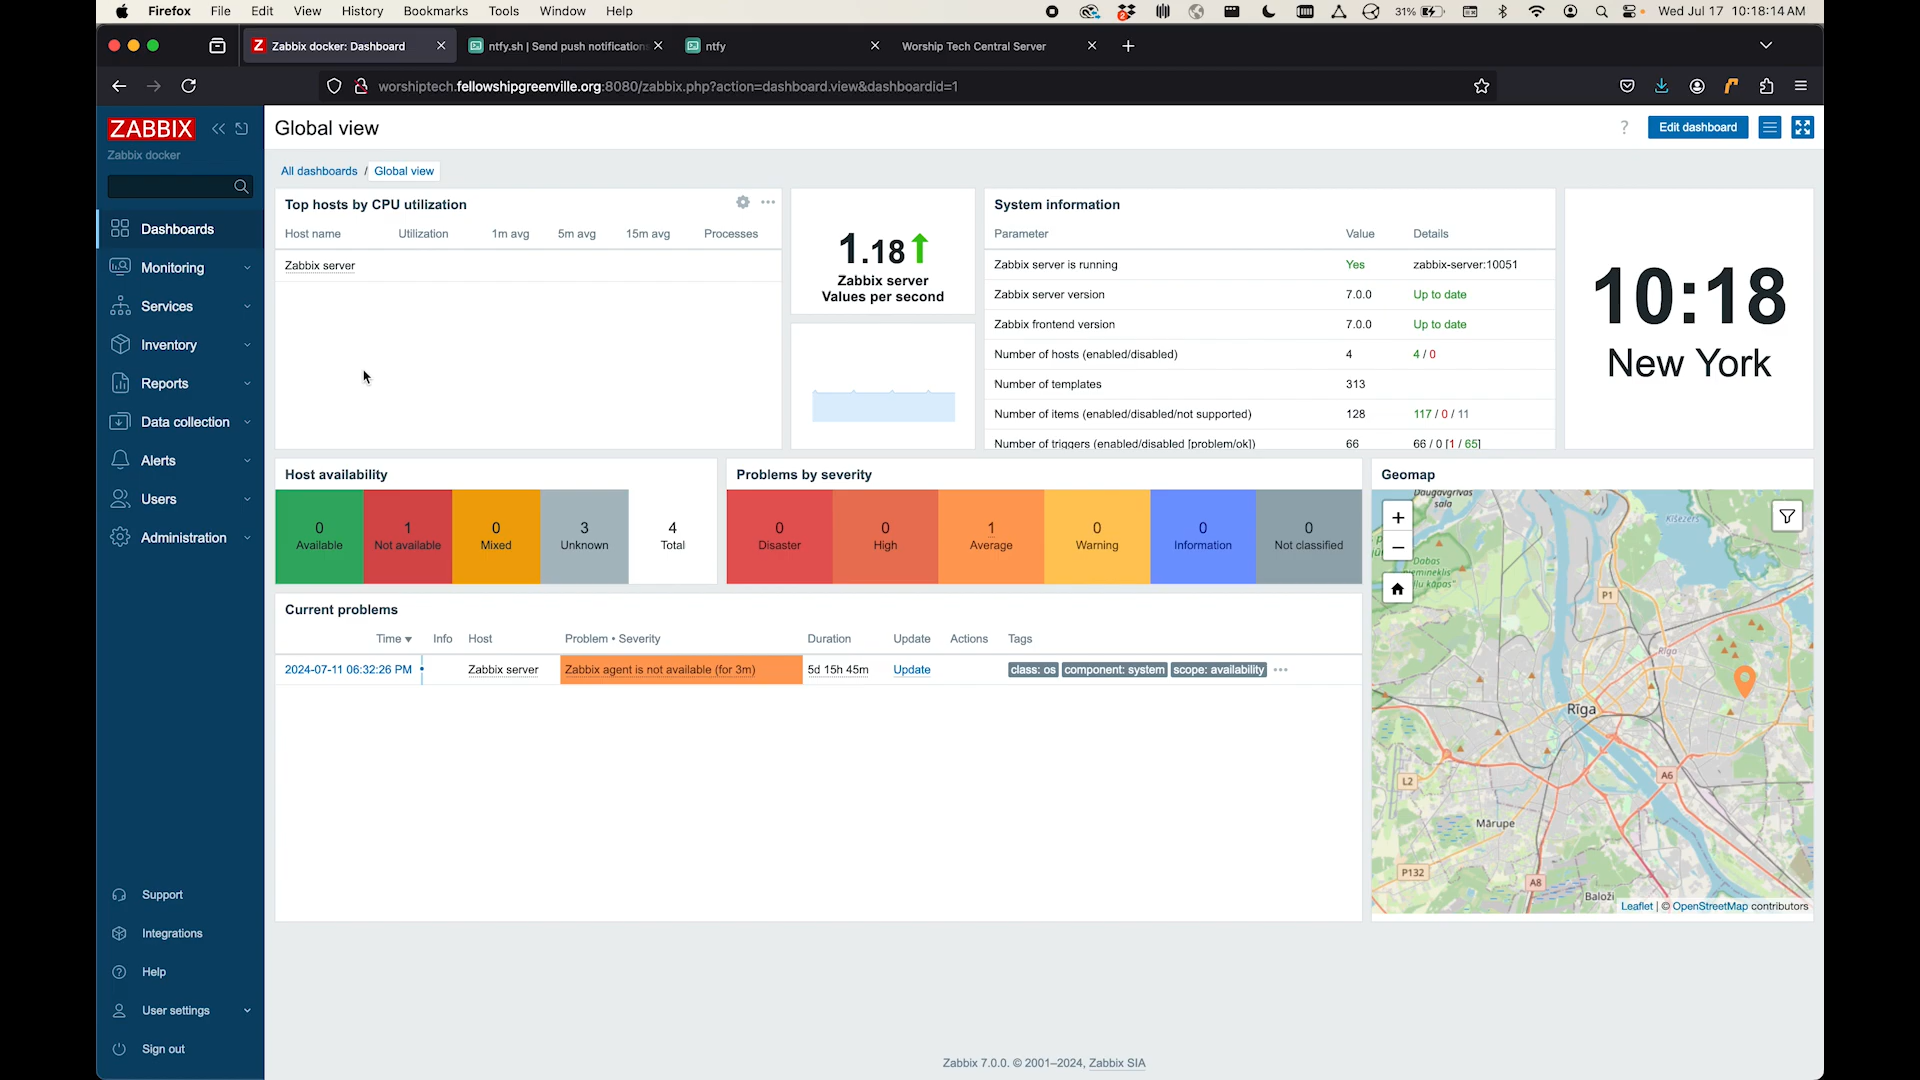 Firefox File Edit View History Bookmarks Tools Window Help 31% Wed Jul 17 10:18:14 AM
Zabbix docker: Dashboard ntfy.sh | Send push notification ntfy Worship Tech Central Server
worshiptech.fellowshipgreenville.org:8080/zabbix.php?action=dashboard.view&dashboardid=1
ZABBIX
Zabbix docker
Dashboards
Monitoring
Services
Inventory
Reports
Data collection
Alerts
Users
Administration
Support
Integrations
Help
User settings
Sign out
Global view
? Edit dashboard
All dashboards / Global view
Top hosts by CPU utilization
Host name Utilization 1m avg 5m avg 15m avg Processes
Zabbix server
1.18
Zabbix server
Values per second
System information
Parameter Value Details
Zabbix server is running Yes zabbix-server:10051
Zabbix server version 7.0.0 Up to date
Zabbix frontend version 7.0.0 Up to date
Number of hosts (enabled/disabled) 4 4 / 0
Number of templates 313
Number of items (enabled/disabled/not supported) 128 117 / 0 / 11
Number of triggers (enabled/disabled [problem/ok]) 66 66 / 0 [1 / 65]
10:18
New York
Host availability
0 1 0 3 4
Available Not available Mixed Unknown Total
Problems by severity
0 0 1 0 0 0
Disaster High Average Warning Information Not classified
Current problems
Time Info Host Problem • Severity Duration Update Actions Tags
2024-07-11 06:32:26 PM Zabbix server Zabbix agent is not available (for 3m) 5d 15h 45m Update class: os component: system scope: availability
Geomap
+
−
Daugavgrīvas
sala
Ķīšezers
P1
Rīga
Rīga
A6
L2
Mārupe
P132
A8
Baloži
Leaflet | © OpenStreetMap contributors
Zabbix 7.0.0. © 2001–2024, Zabbix SIA